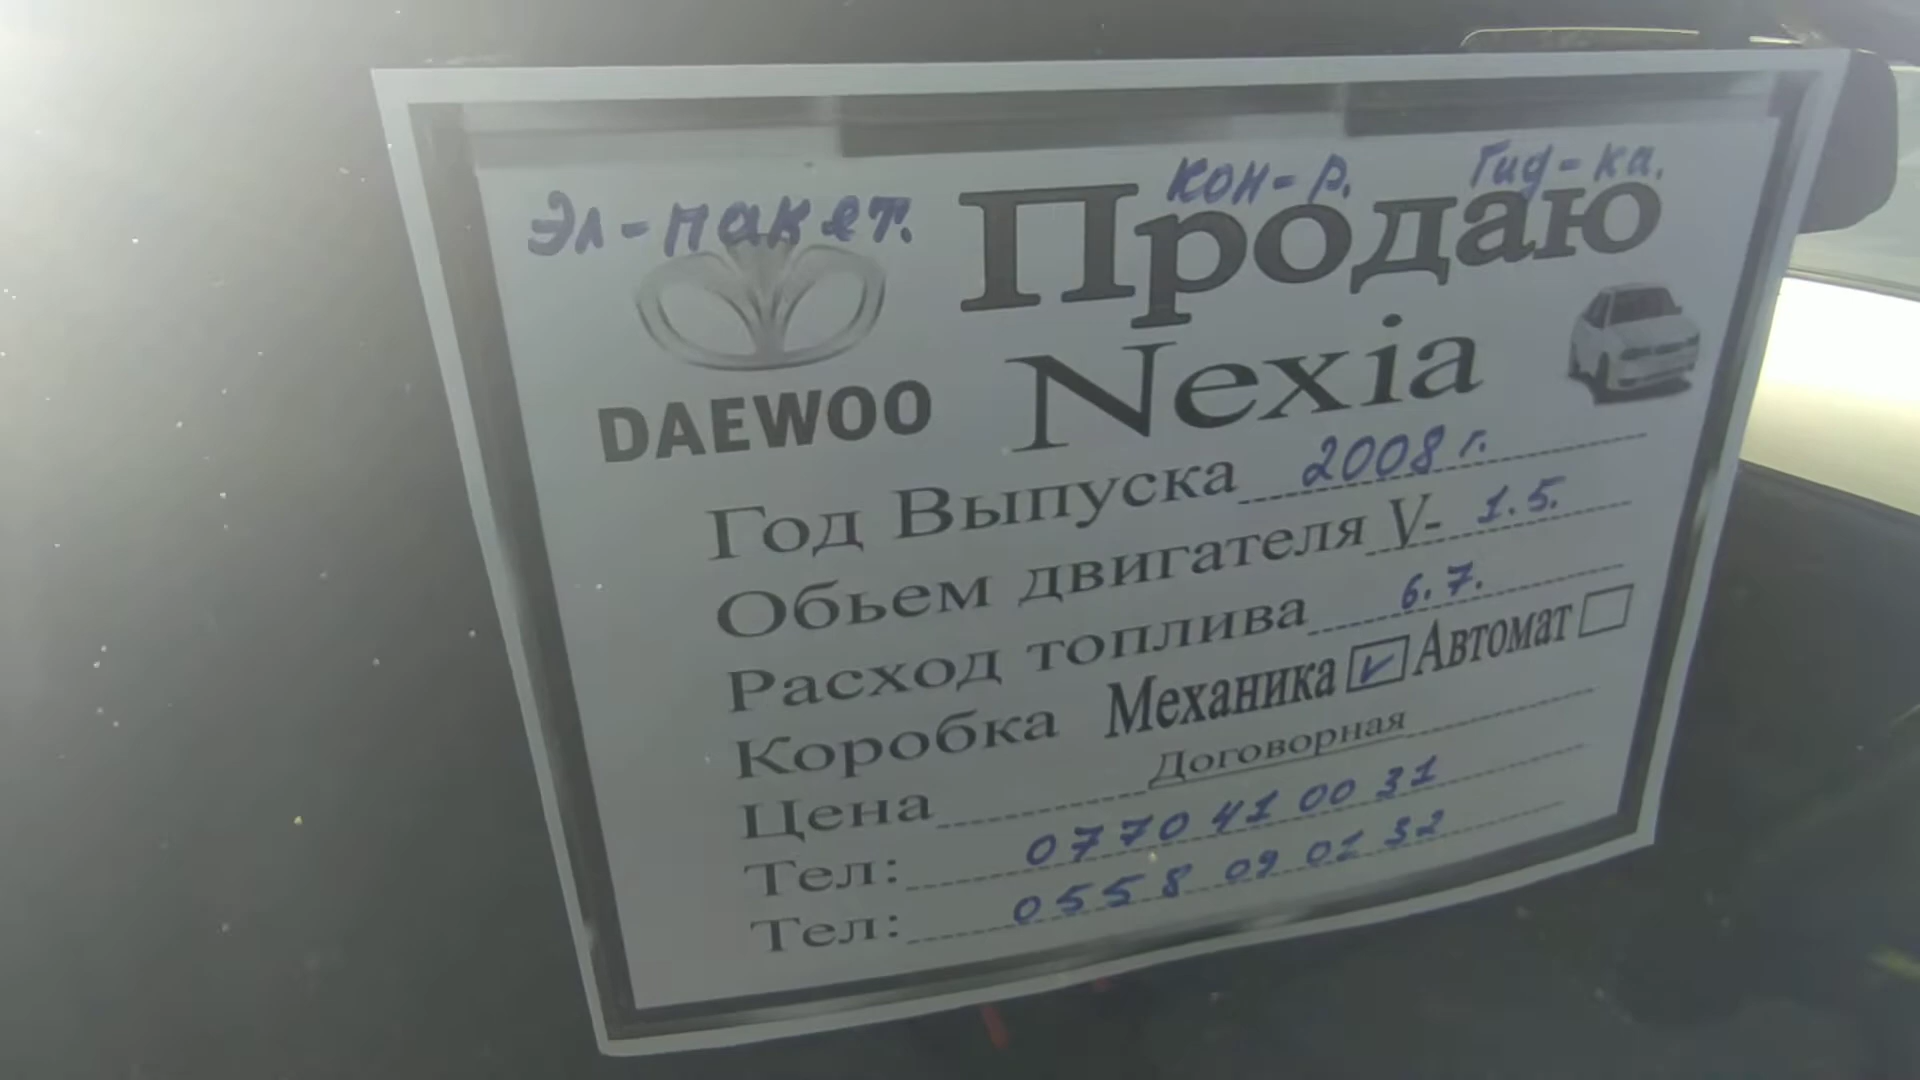 Эл-пакет. кон-р. Гид-ка.
Продаю
DAEWOO Nexia
Год Выпуска 2008 г.
Обьем двигателя V- 1.5.
Расход топлива 6.7.
Коробка Механика Автомат
Цена Договорная
Тел: 0770 41 00 31
Тел: 0558 09 01 32